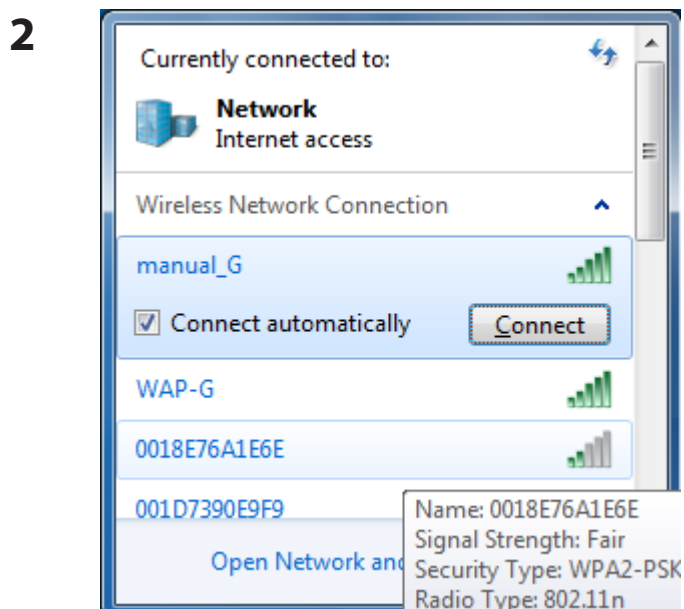 2
Currently connected to:
Network
Internet access
Wireless Network Connection
manual_G
Connect automatically
Connect
WAP-G
0018E76A1E6E
001D7390E9F9
Name: 0018E76A1E6E
Signal Strength: Fair
Open Network and
Security Type: WPA2-PSK
Radio Type: 802.11n